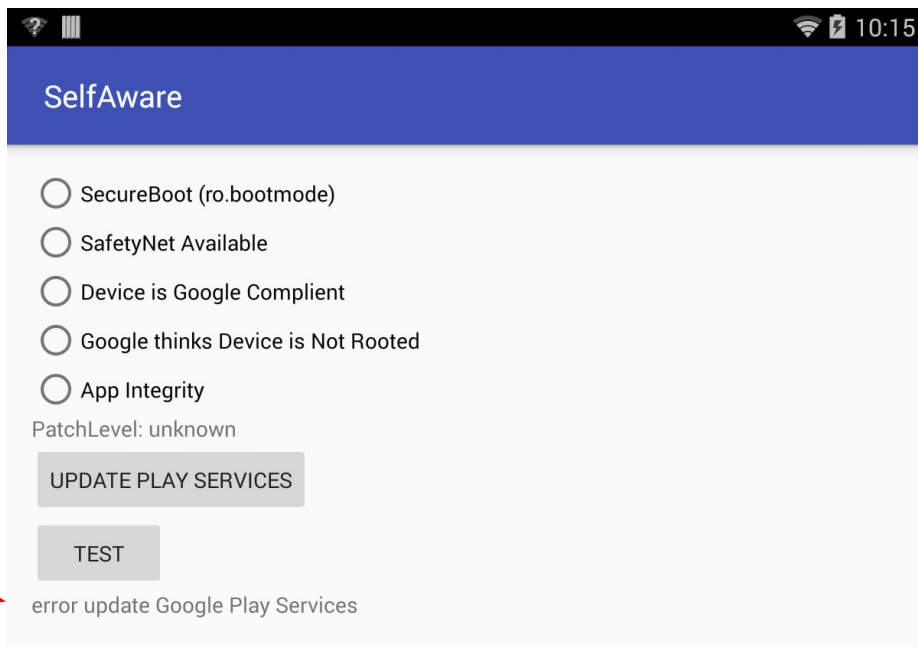 10:15
SelfAware
SecureBoot (ro.bootmode)
SafetyNet Available
Device is Google Complient
Google thinks Device is Not Rooted
App Integrity
PatchLevel: unknown
UPDATE PLAY SERVICES
TEST
error update Google Play Services